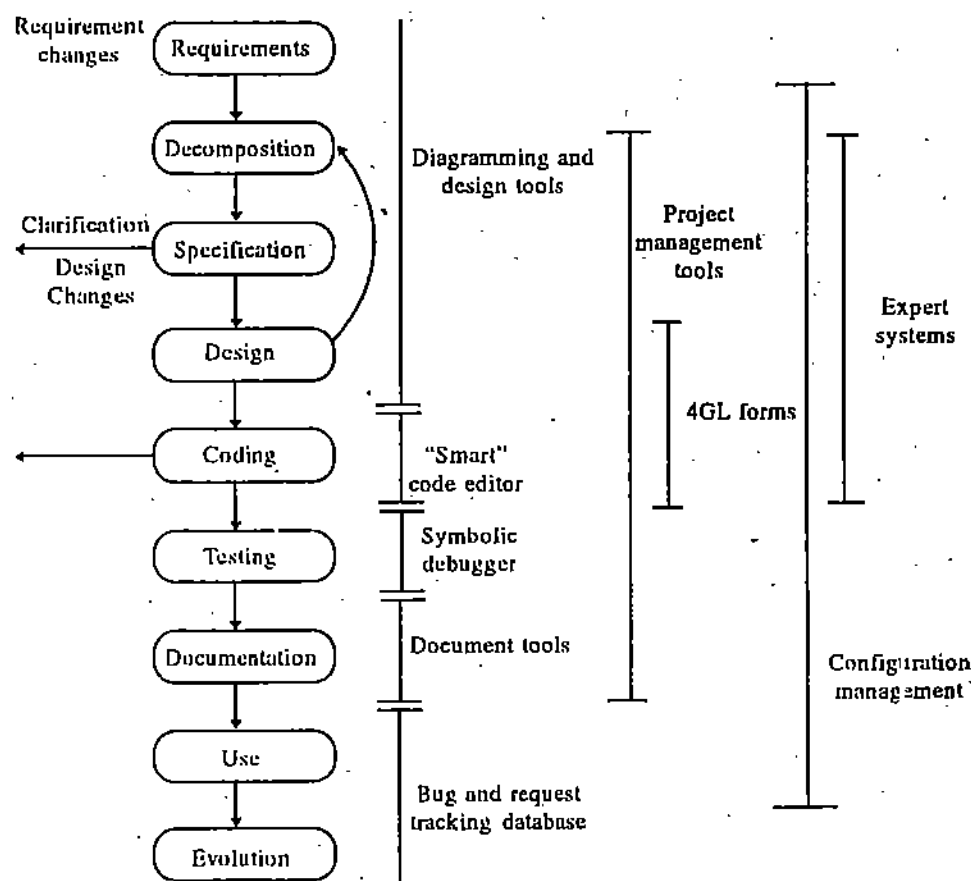 Requirement
changes
Requirements
Decomposition
Diagramming and
design tools
Clarification
Specification
Design
Changes
Project
management
tools
Design
Expert
systems
4GL forms
Coding
"Smart"
code editor
Testing
Symbolic
debugger
Documentation
Document tools
Configuration
management
Use
Bug and request
tracking database
Evolution